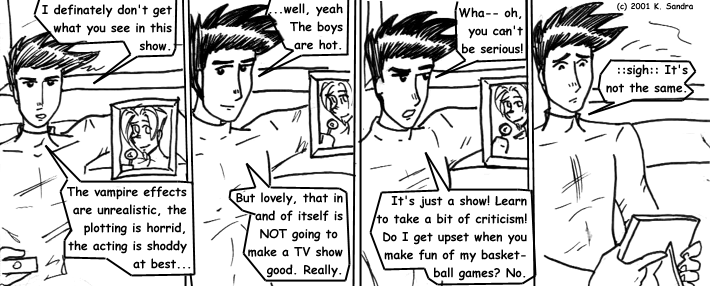 I definately don't get
what you see in this
show.
The vampire effects
are unrealistic, the
plotting is horrid,
the acting is shoddy
at best...
...well, yeah
The boys
are hot.
But lovely, that in
and of itself is
NOT going to
make a TV show
good. Really.
Wha-- oh,
you can't
be serious!
It's just a show! Learn
to take a bit of criticism!
Do I get upset when you
make fun of my basket-
ball games? No.
(c) 2001 K. Sandra
::sigh:: It's
not the same.